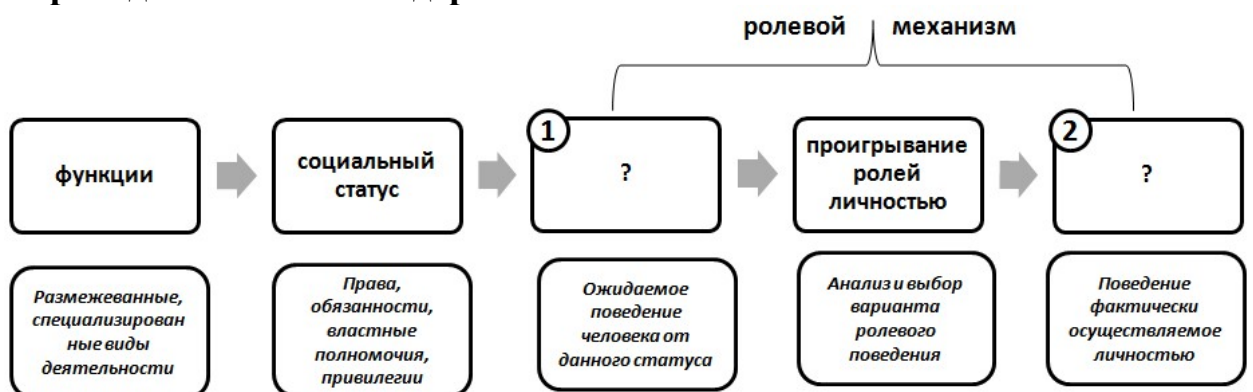 ролевой механизм
1
2
функции
социальный
статус
?
проигрывание
ролей
личностью
?
Размежеванные,
специализирован
ные виды
деятельности
Права,
обязанности,
властные
полномочия,
привилегии
Ожидаемое
поведение
человека от
данного статуса
Анализ и выбор
варианта
ролевого
поведения
Поведение
фактически
осуществляемое
личностью